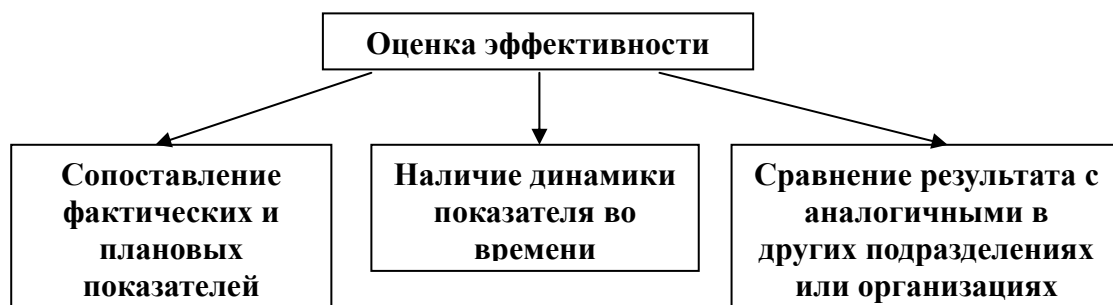 Оценка эффективности
Сопоставление
фактических и
плановых
показателей
Наличие динамики
показателя во
времени
Сравнение результата с
аналогичными в
других подразделениях
или организациях